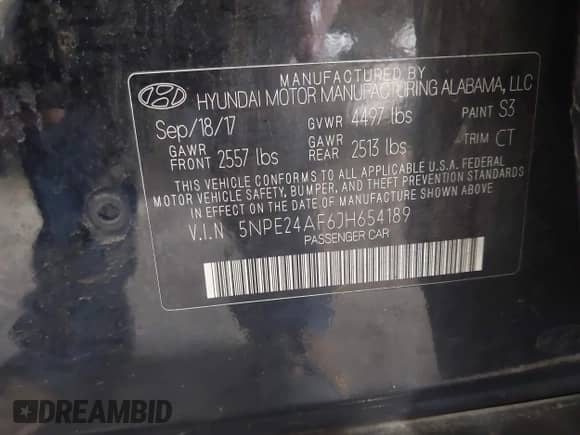 MANUFACTURED BY
HYUNDAI MOTOR MANUFACTURING ALABAMA, LLC
Sep/18/17 GVWR 4497 lbs PAINT S3
GAWR FRONT 2557 lbs GAWR REAR 2513 lbs TRIM CT
THIS VEHICLE CONFORMS TO ALL APPLICABLE U.S.A. FEDERAL
MOTOR VEHICLE SAFETY, BUMPER, AND THEFT PREVENTION STANDARDS
IN EFFECT ON THE DATE OF MANUFACTURE SHOWN ABOVE.
V.I.N 5NPE24AF6JH654189
PASSENGER CAR
DREAMBID